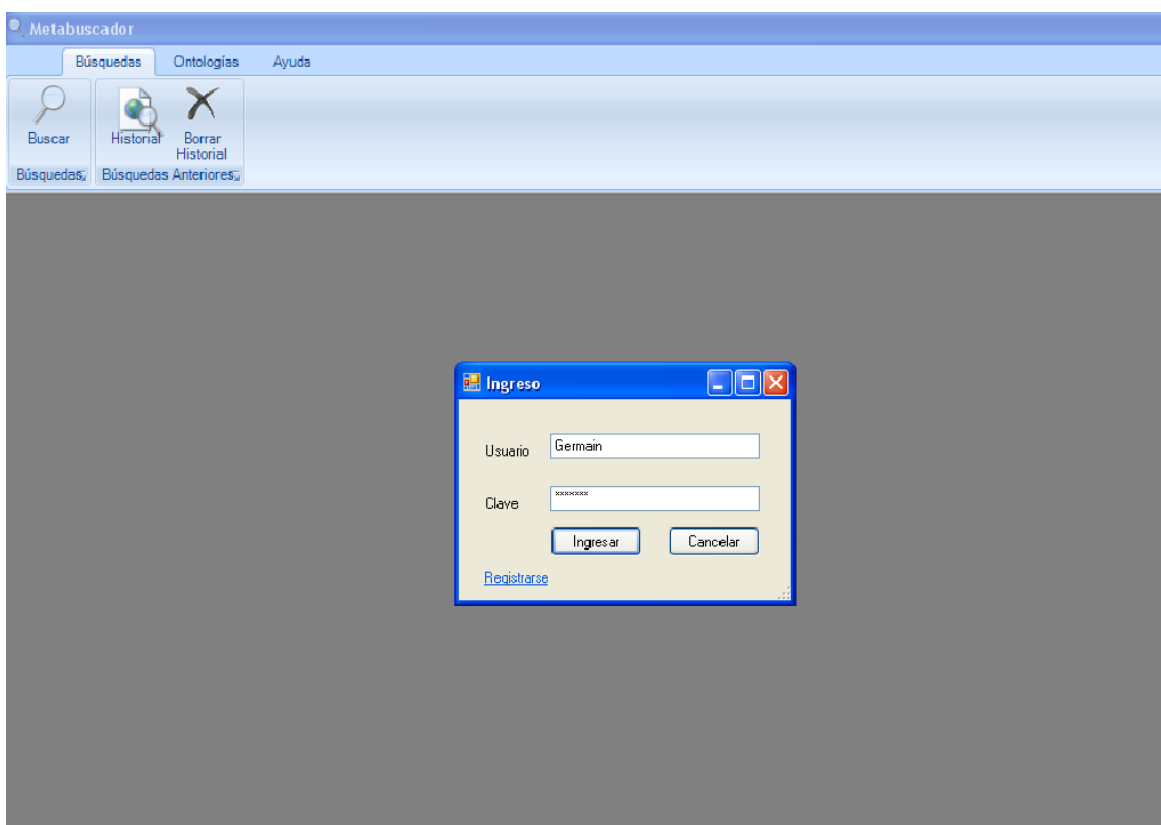 Metabuscador
Búsquedas Ontologías Ayuda
Buscar Historial Borrar Historial
Búsquedas Búsquedas Anteriores
Ingreso
Usuario Germain
Clave *******
Ingresar Cancelar
Registrarse